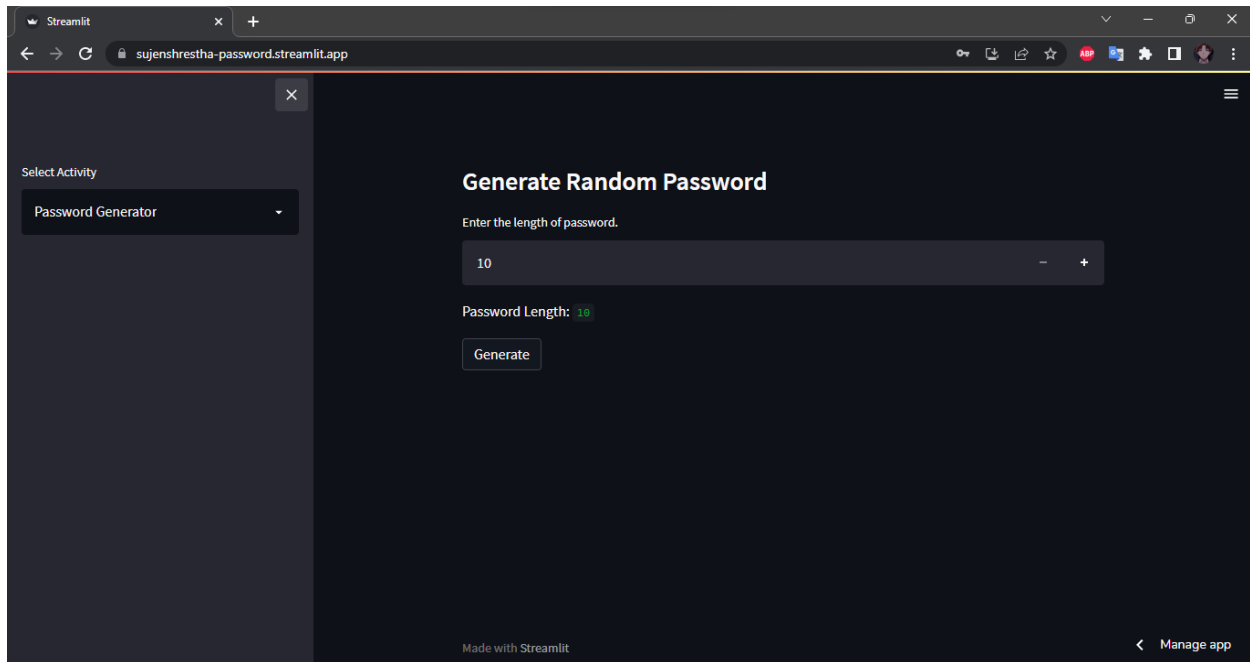 Streamlit
sujenshrestha-password.streamlit.app
ABP
Select Activity
Password Generator
Generate Random Password
Enter the length of password.
10
Password Length: 10
Generate
Made with Streamlit
Manage app